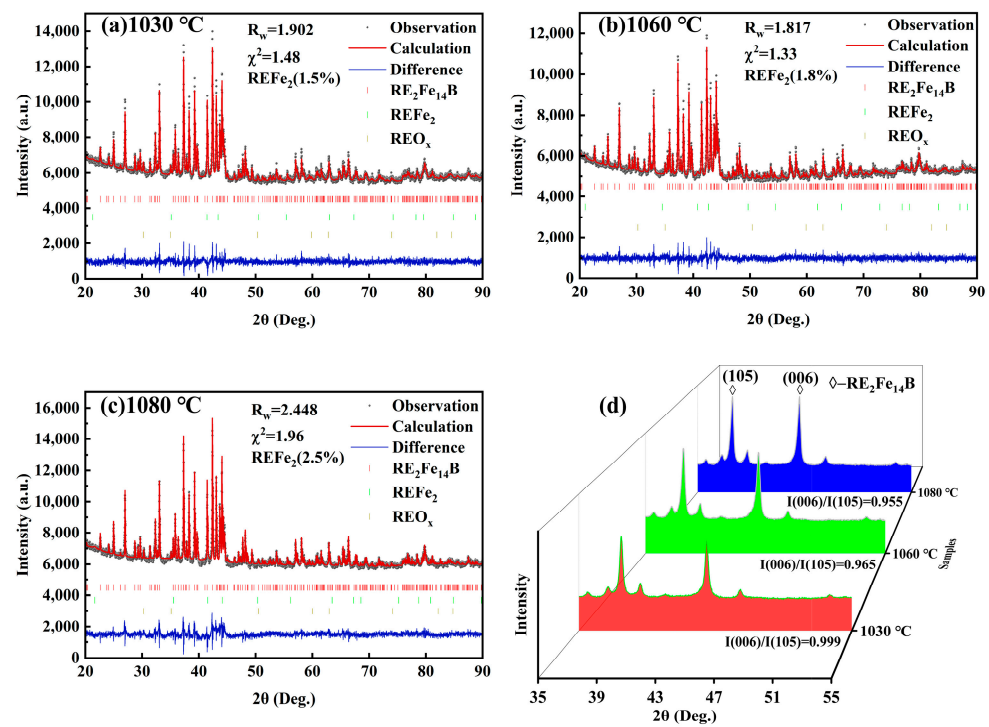 (a)1030 ℃
R_w=1.902
χ²=1.48
REFe₂(1.5%)
Observation
Calculation
Difference
RE₂Fe₁₄B
REFe₂
REOₓ
Intensity (a.u.)
14,000
12,000
10,000
8,000
6,000
4,000
2,000
0
20 30 40 50 60 70 80 90
2θ (Deg.)
(b)1060 ℃
R_w=1.817
χ²=1.33
REFe₂(1.8%)
Observation
Calculation
Difference
RE₂Fe₁₄B
REFe₂
REOₓ
Intensity (a.u.)
12,000
10,000
8,000
6,000
4,000
2,000
0
20 30 40 50 60 70 80 90
2θ (Deg.)
(c)1080 ℃
R_w=2.448
χ²=1.96
REFe₂(2.5%)
Observation
Calculation
Difference
RE₂Fe₁₄B
REFe₂
REOₓ
Intensity (a.u.)
16,000
14,000
12,000
10,000
8,000
6,000
4,000
2,000
0
20 30 40 50 60 70 80 90
2θ (Deg.)
(d)
(105) (006) ◊–RE₂Fe₁₄B
I(006)/I(105)=0.955
1080 ℃
I(006)/I(105)=0.965
1060 ℃
I(006)/I(105)=0.999
1030 ℃
Samples
Intensity
35 39 43 47 51 55
2θ (Deg.)